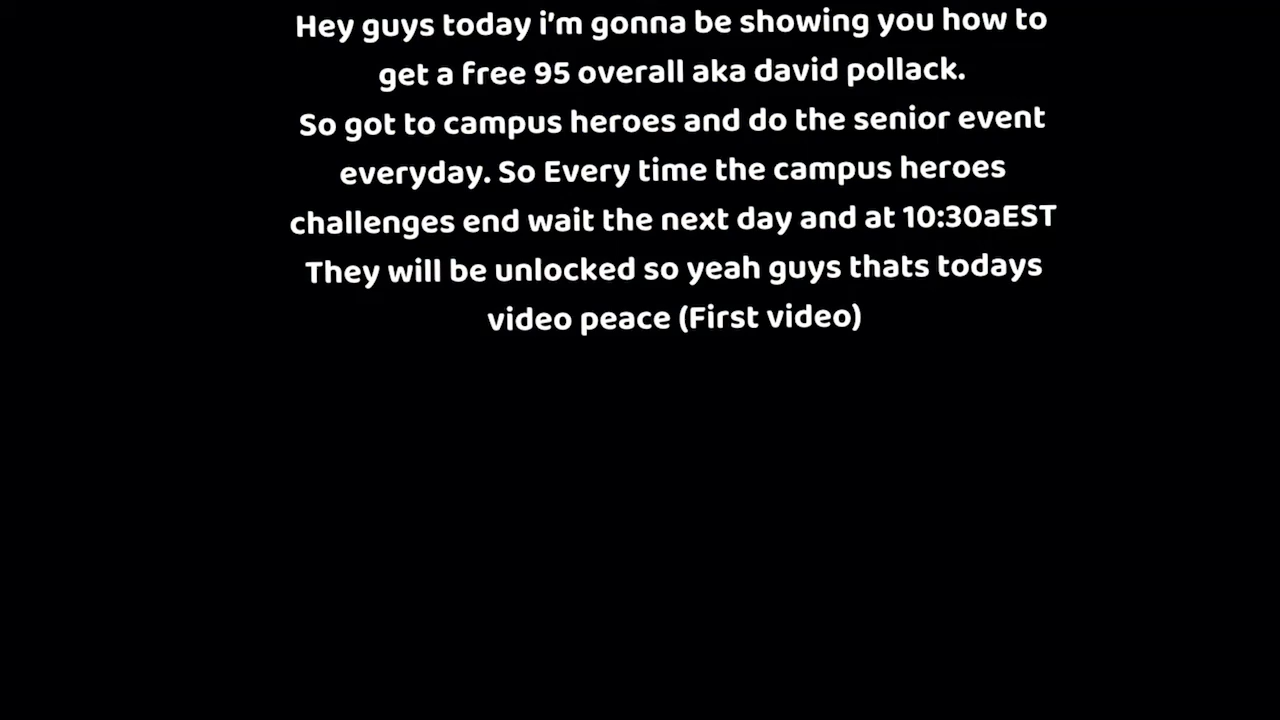 Hey guys today i'm gonna be showing you how to
get a free 95 overall aka david pollack.
So got to campus heroes and do the senior event
everyday. So Every time the campus heroes
challenges end wait the next day and at 10:30aEST
They will be unlocked so yeah guys thats todays
video peace (First video)